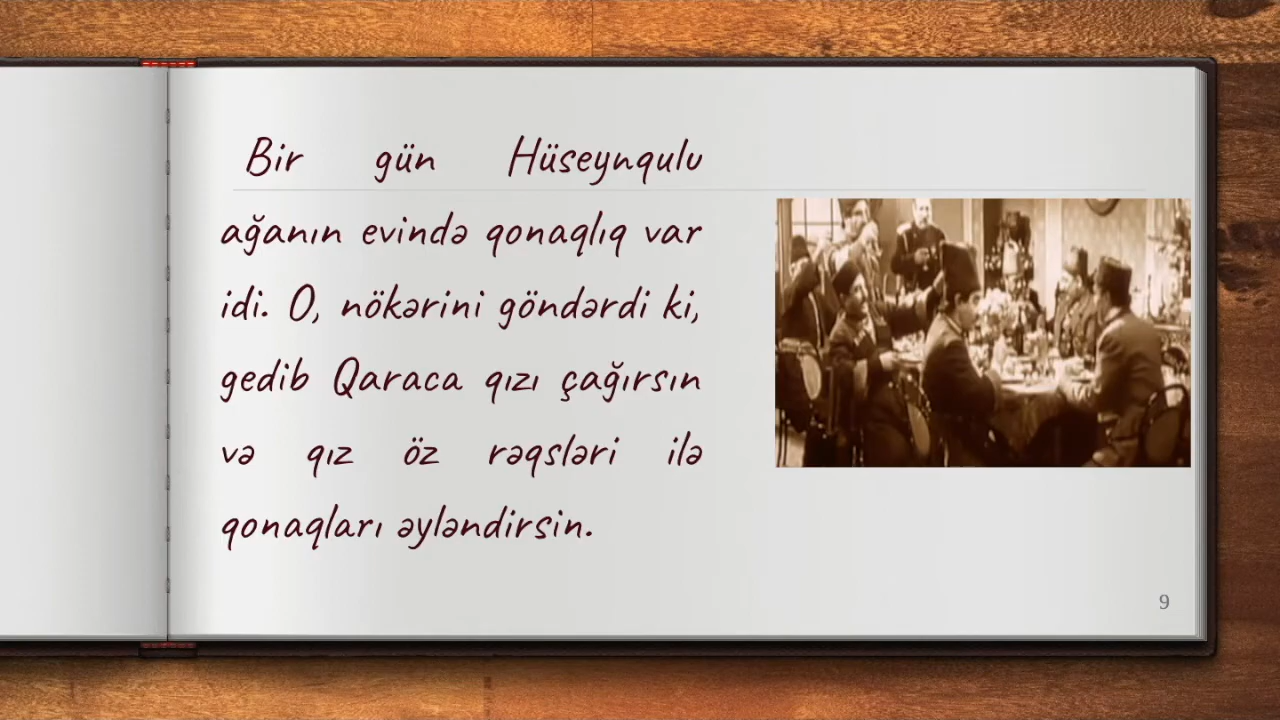 Bir gün Hüseynqulu
ağanın evində qonaqlıq var
idi. O, nökərini göndərdi ki,
gedib Qaraca qızı çağırsın
və qız öz rəqsləri ilə
qonaqları əyləndirsin.
9